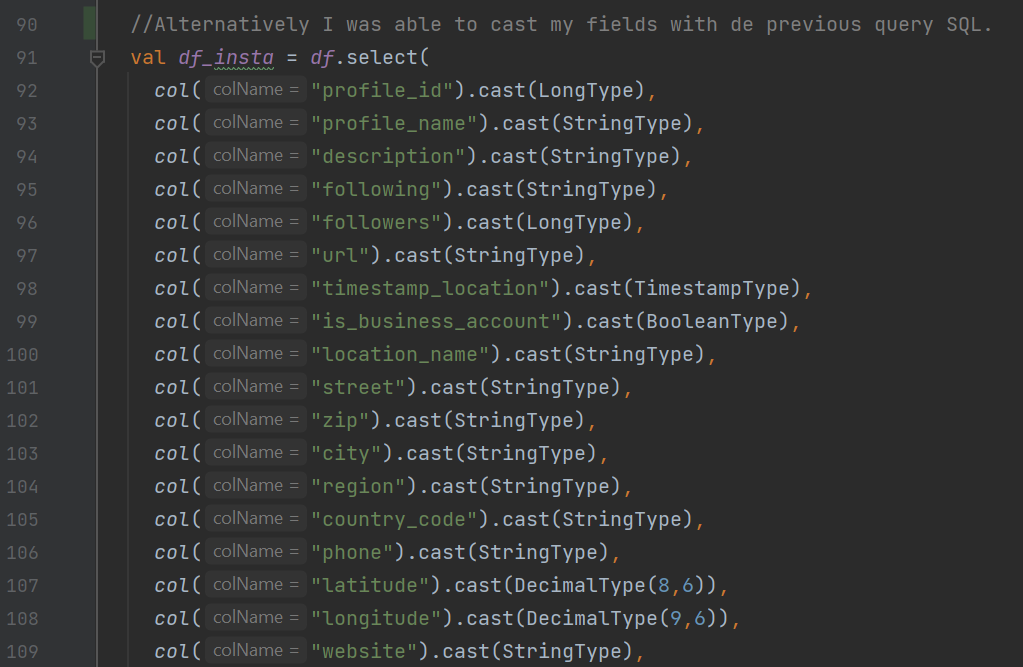 90 //Alternatively I was able to cast my fields with de previous query SQL.
91 val df_insta = df.select(
92 col( colName = "profile_id").cast(LongType),
93 col( colName = "profile_name").cast(StringType),
94 col( colName = "description").cast(StringType),
95 col( colName = "following").cast(StringType),
96 col( colName = "followers").cast(LongType),
97 col( colName = "url").cast(StringType),
98 col( colName = "timestamp_location").cast(TimestampType),
99 col( colName = "is_business_account").cast(BooleanType),
100 col( colName = "location_name").cast(StringType),
101 col( colName = "street").cast(StringType),
102 col( colName = "zip").cast(StringType),
103 col( colName = "city").cast(StringType),
104 col( colName = "region").cast(StringType),
105 col( colName = "country_code").cast(StringType),
106 col( colName = "phone").cast(StringType),
107 col( colName = "latitude").cast(DecimalType(8,6)),
108 col( colName = "longitude").cast(DecimalType(9,6)),
109 col( colName = "website").cast(StringType),